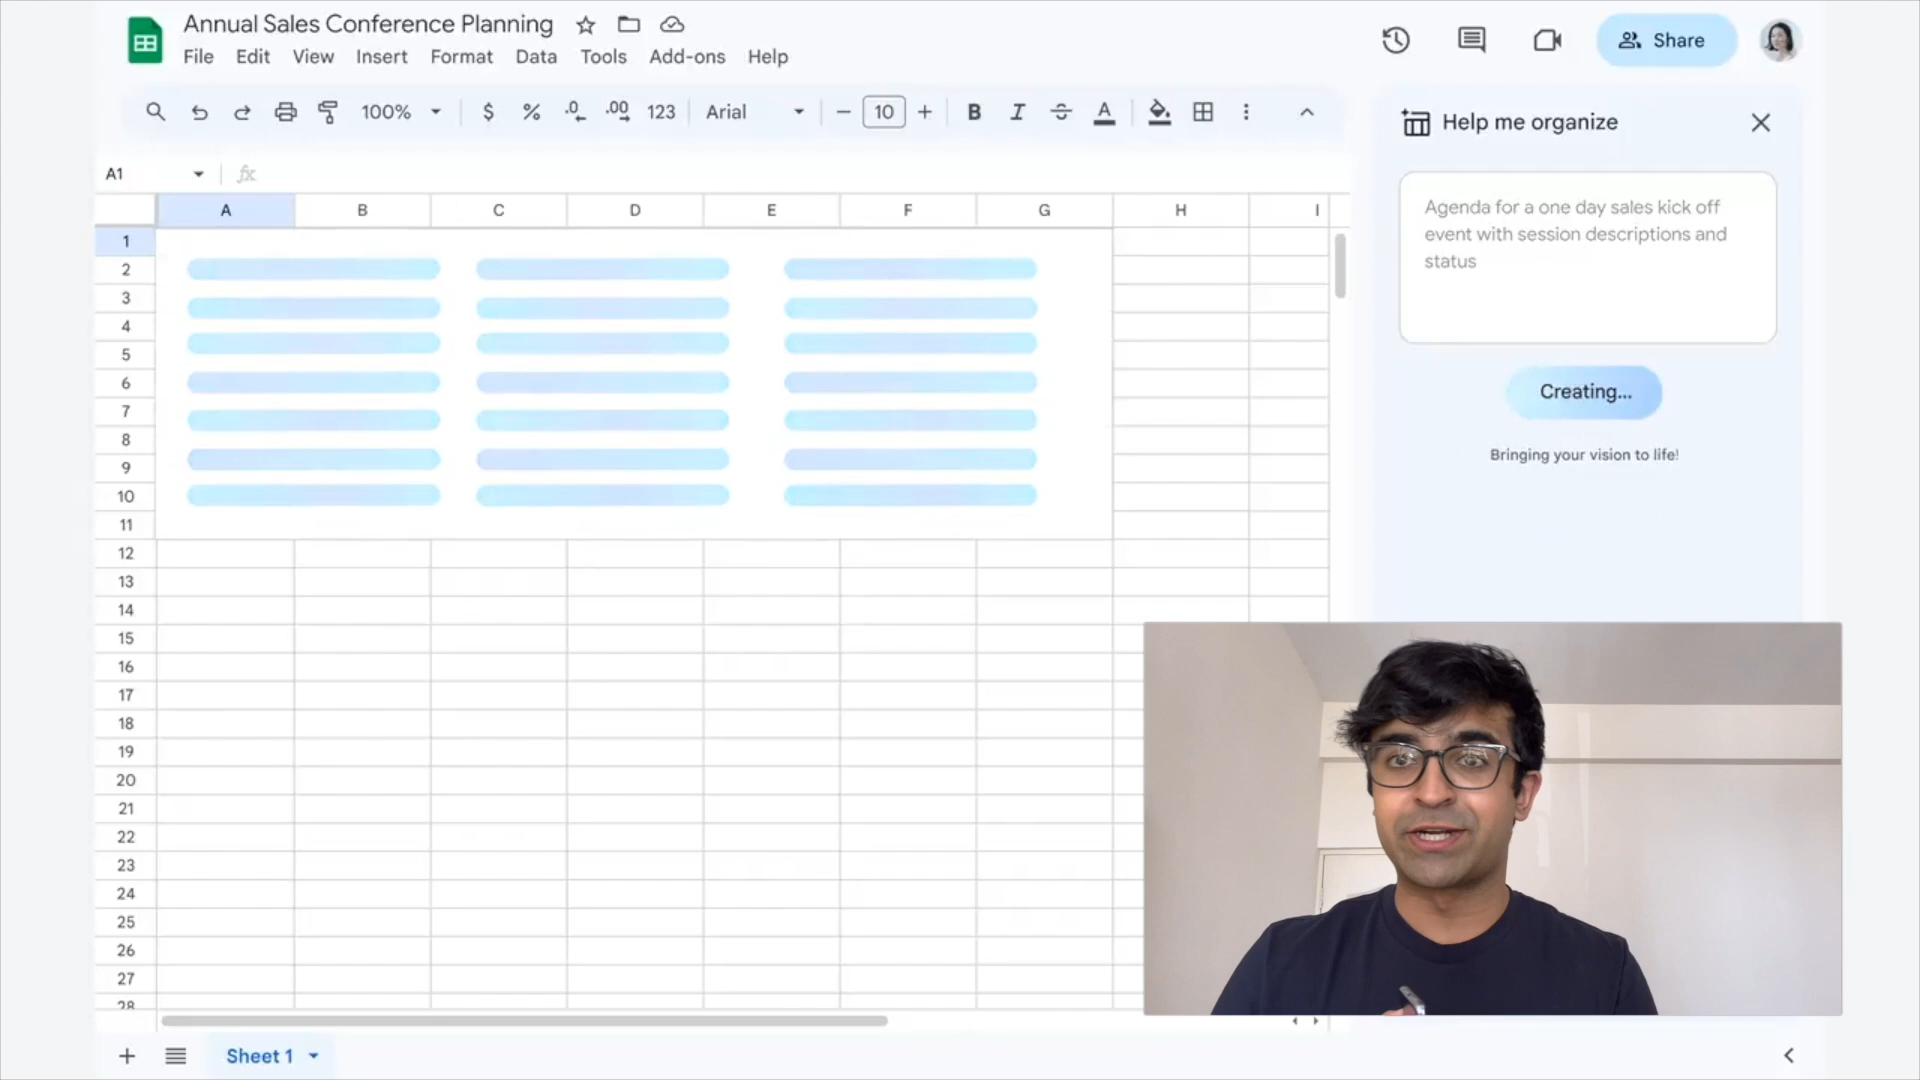 Annual Sales Conference Planning
File Edit View Insert Format Data Tools Add-ons Help
Share
100% $ % .0 .00 123 Arial 10 B I A
Help me organize
A1 fx
Agenda for a one day sales kick off
event with session descriptions and
status
A B C D E F G H I
1
2
3
4
5
6
7
8
9
10
11
12
13
14
15
16
17
18
19
20
21
22
23
24
25
26
27
28
Creating...
Bringing your vision to life!
Sheet 1